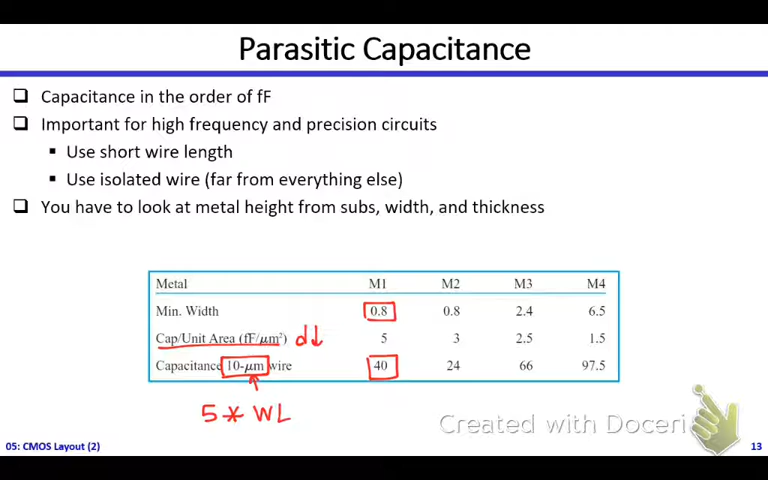 Parasitic Capacitance
Capacitance in the order of fF
Important for high frequency and precision circuits
Use short wire length
Use isolated wire (far from everything else)
You have to look at metal height from subs, width, and thickness
Metal M1 M2 M3 M4
Min. Width 0.8 0.8 2.4 6.5
Cap/Unit Area (fF/μm²) d↓ 5 3 2.5 1.5
Capacitance 10-μm wire 40 24 66 97.5
5 * WL
Created with Doceri
05: CMOS Layout (2) 13